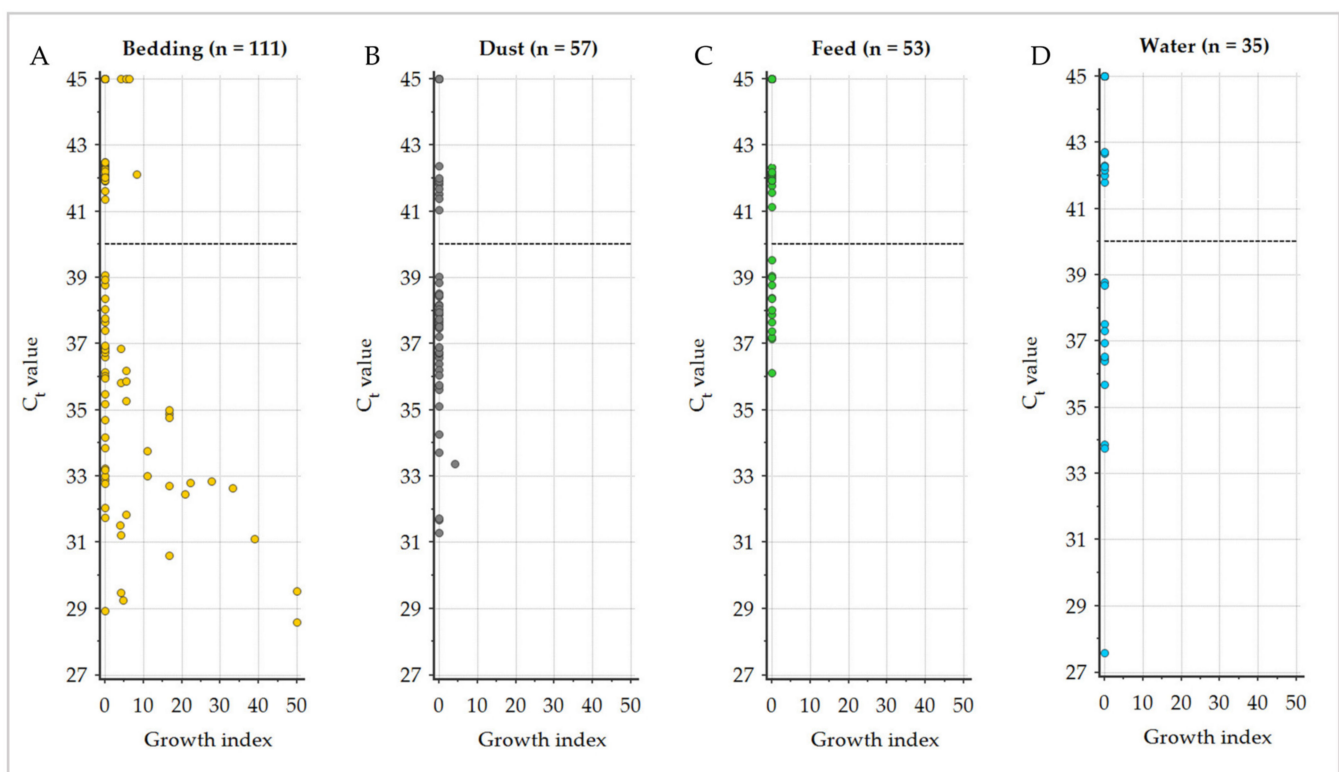 A
Bedding (n = 111)
45
43
41
39
37
35
33
31
29
27
Ct value
0 10 20 30 40 50
Growth index
B
Dust (n = 57)
45
43
41
39
37
35
33
31
29
27
Ct value
0 10 20 30 40 50
Growth index
C
Feed (n = 53)
45
43
41
39
37
35
33
31
29
27
Ct value
0 10 20 30 40 50
Growth index
D
Water (n = 35)
45
43
41
39
37
35
33
31
29
27
Ct value
0 10 20 30 40 50
Growth index